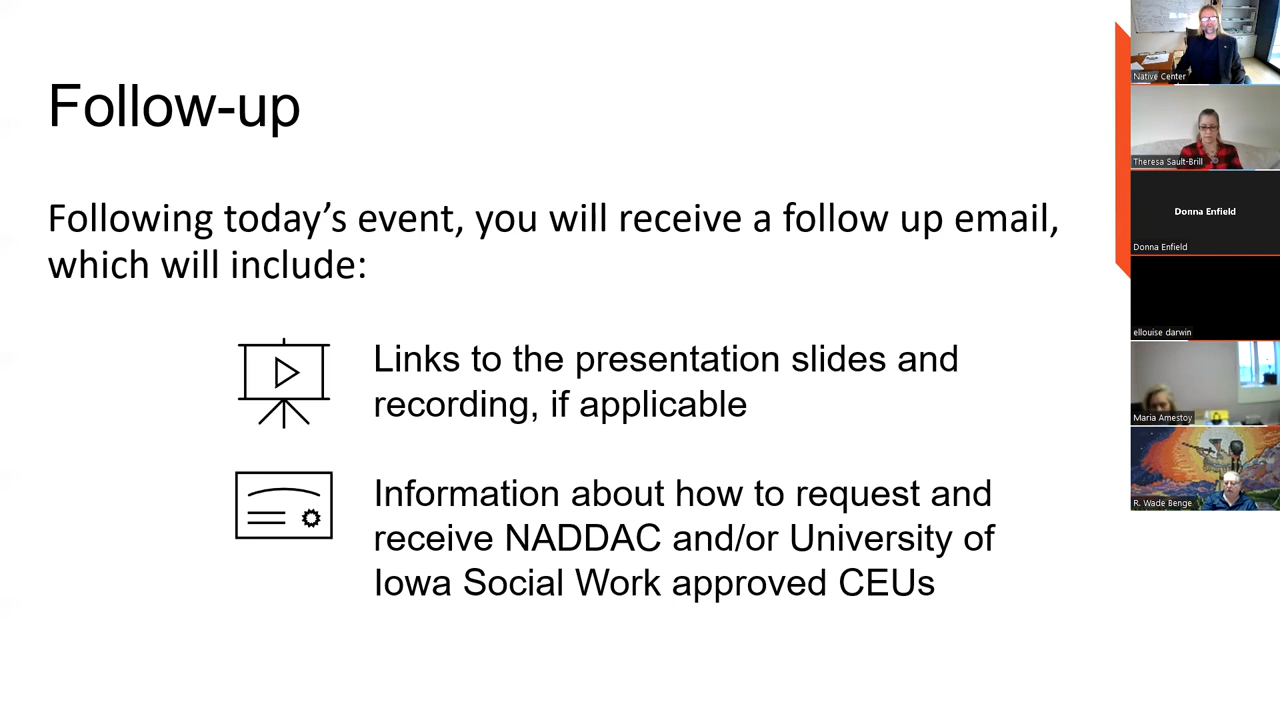 Follow-up
Following today's event, you will receive a follow up email,
which will include:
Links to the presentation slides and
recording, if applicable
Information about how to request and
receive NADDAC and/or University of
Iowa Social Work approved CEUs
Native Center
Theresa Sault-Brill
Donna Enfield
Donna Enfield
ellouise darwin
Maria Amestoy
R. Wade Benge